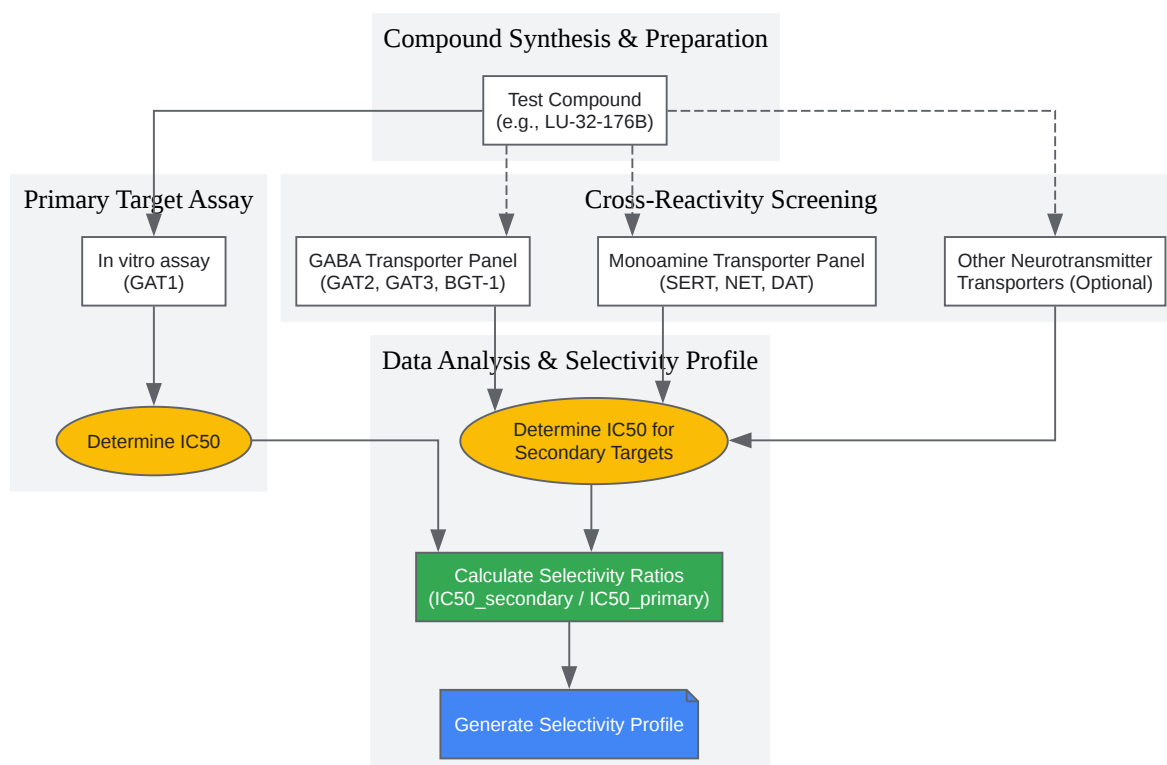 Compound Synthesis & Preparation
Test Compound
(e.g., LU-32-176B)
Primary Target Assay
Cross-Reactivity Screening
In vitro assay
(GAT1)
GABA Transporter Panel
(GAT2, GAT3, BGT-1)
Monoamine Transporter Panel
(SERT, NET, DAT)
Other Neurotransmitter
Transporters (Optional)
Data Analysis & Selectivity Profile
Determine IC50
Determine IC50 for
Secondary Targets
Calculate Selectivity Ratios
(IC50_secondary / IC50_primary)
Generate Selectivity Profile